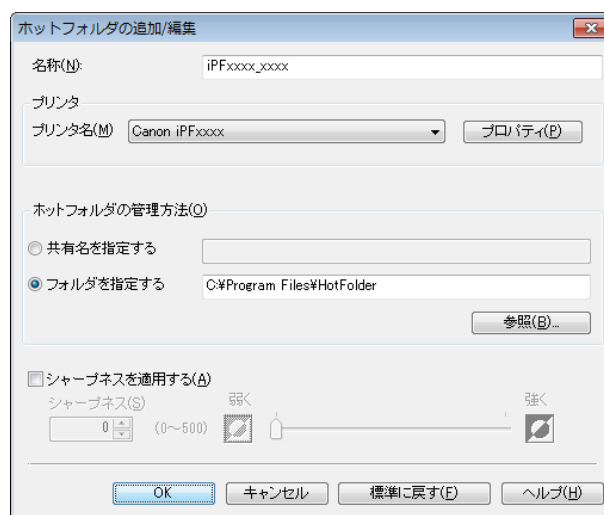 ホットフォルダの追加/編集
名称(N): iPFxxxx_xxxx
プリンタ
プリンタ名(M) Canon iPFxxxx プロパティ(P)
ホットフォルダの管理方法(O)
共有名を指定する
フォルダを指定する C:¥Program Files¥HotFolder
参照(B)...
シャープネスを適用する(A)
シャープネス(S) 弱く 強く
0 (0～500)
OK キャンセル 標準に戻す(F) ヘルプ(H)